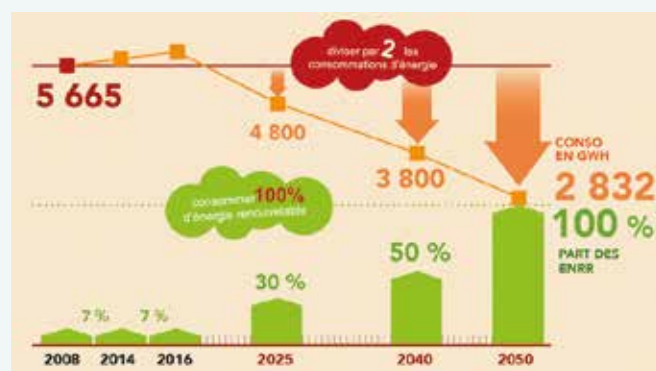 diviser par 2 les
consommations d'énergie
5 665
4 800
3 800
CONSO
EN GWH
2 832
consommer 100%
d'énergie renouvelable
100 %
PART DES
ENRR
50 %
30 %
7 %
7 %
2008
2014
2016
2025
2040
2050